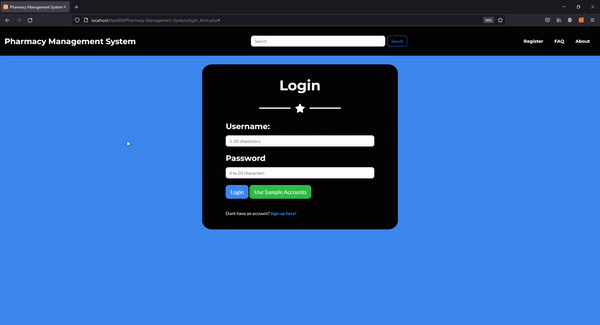 Pharmacy Management System
localhost/itas689/Pharmacy-Management-System/login_form.php#
80%
Pharmacy Management System
Search
Search
Register
FAQ
About
Login
Username:
5-20 characters
Password
6 to 20 characters
Login
Use Sample Accounts
Dont have an account? Sign up here!